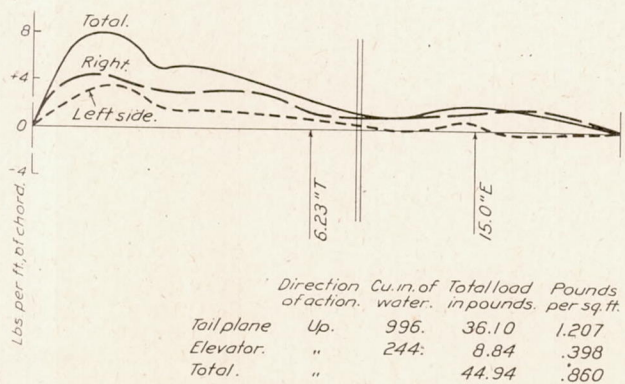 8
Total.
+4
Right.
Left side.
0
-4
Lbs per ft., of chord.
6.23"T
15.0"E
Direction of action. Cu. in. of water. Total load in pounds. Pounds per sq. ft.
Tail plane Up. 996. 36.10 1.207
Elevator. " 244. 8.84 .398
Total. " 44.94 .860